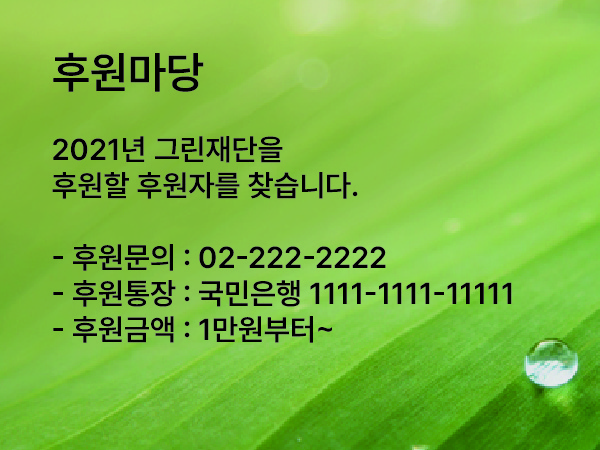 후원마당
2021년 그린재단을
후원할 후원자를 찾습니다.
- 후원문의 : 02-222-2222
- 후원통장 : 국민은행 1111-1111-11111
- 후원금액 : 1만원부터~